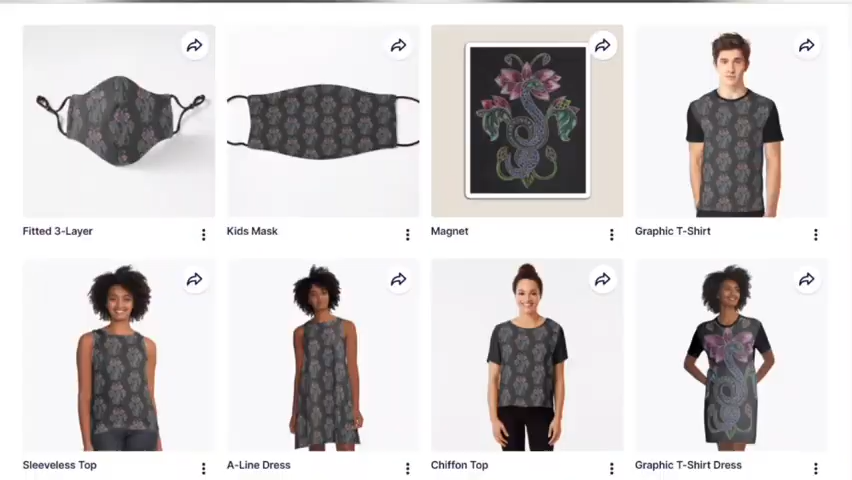 Fitted 3-Layer
Kids Mask
Magnet
Graphic T-Shirt
Sleeveless Top
A-Line Dress
Chiffon Top
Graphic T-Shirt Dress